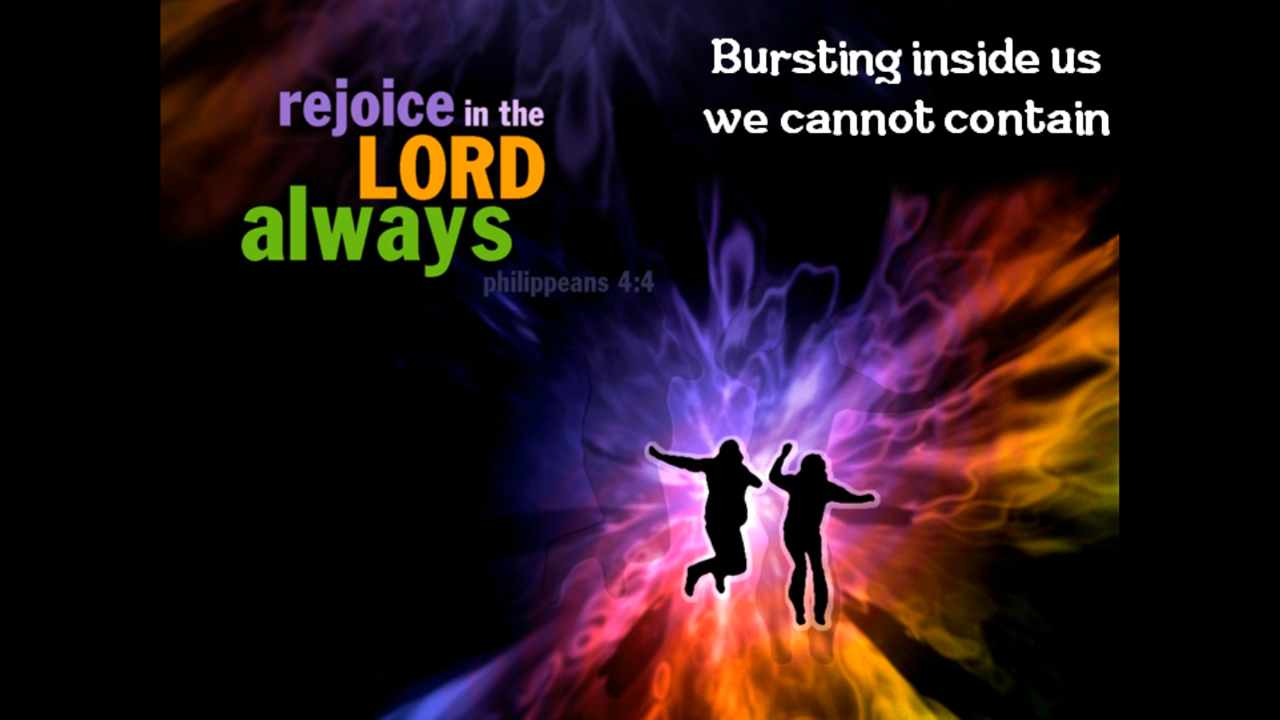 rejoice in the
LORD
always
philippeans 4:4
Bursting inside us
we cannot contain